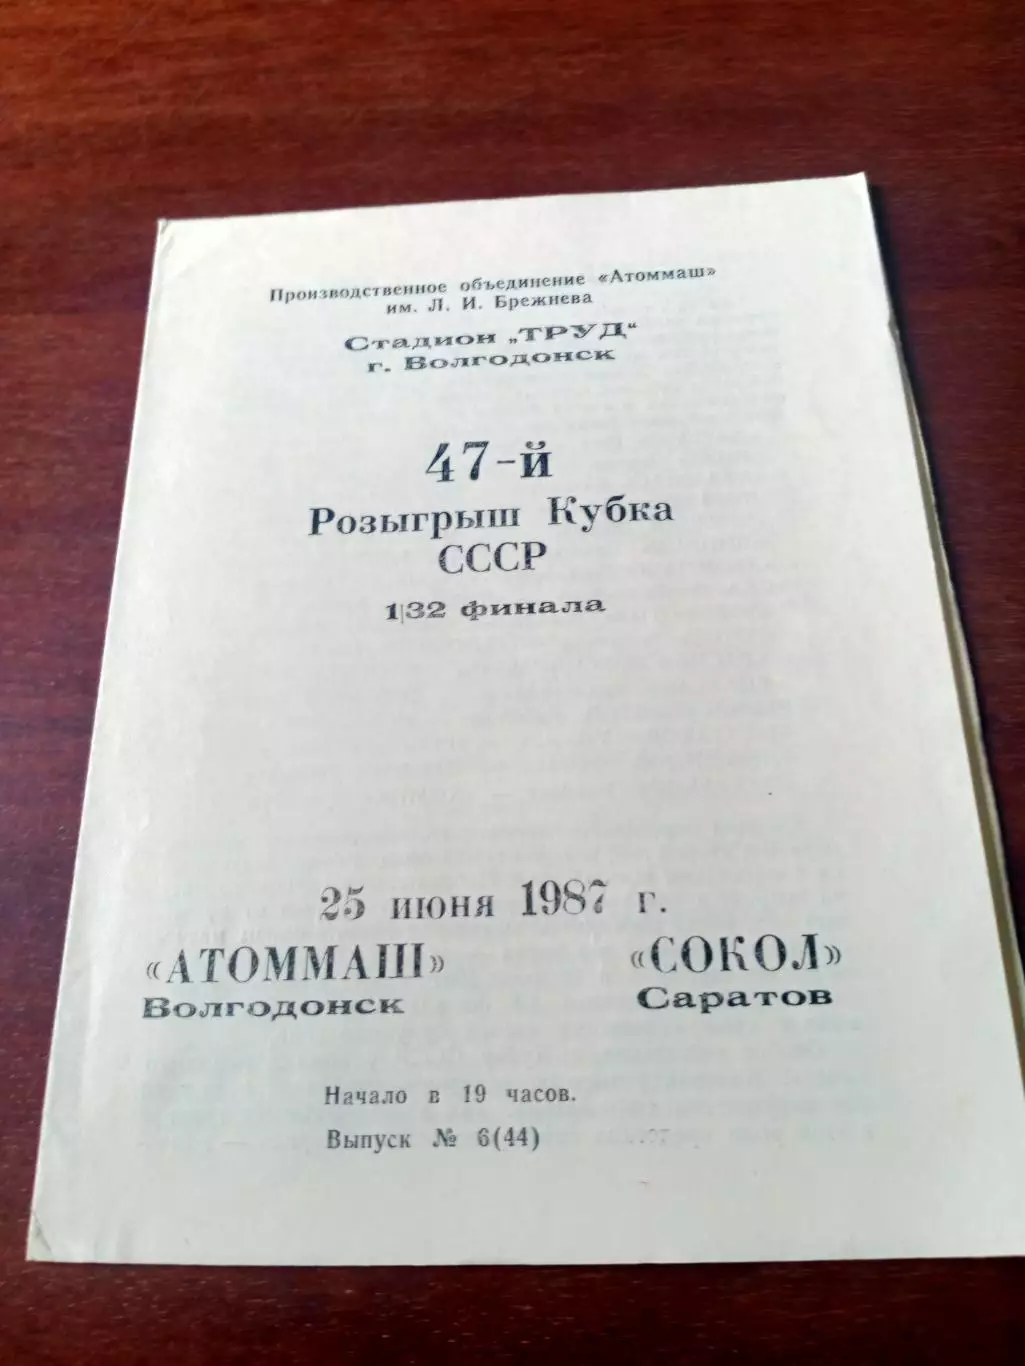 Производственное объединение «Атоммаш»
им. Л. И. Брежнева
Стадион „ТРУД“
г. Волгодонск
47-й
Розыгрыш Кубка
СССР
1|32 финала
25 июня 1987 г.
«АТОММАШ» «СОКОЛ»
Волгодонск Саратов
Начало в 19 часов.
Выпуск № 6(44)